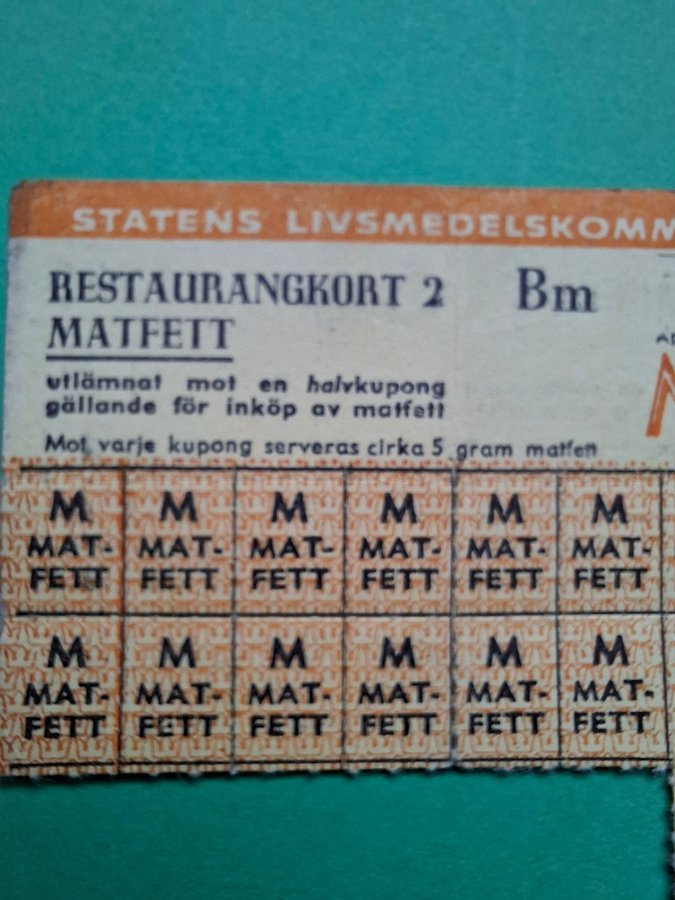 STATENS LIVSMEDELSKOMM
RESTAURANGKORT 2 Bm
MATFETT
utlämnat mot en halvkupong
gällande för inköp av matfett
Mot varje kupong serveras cirka 5 gram matfett
M M M M M M
MAT- MAT- MAT- MAT- MAT- MAT-
FETT FETT FETT FETT FETT FETT
M M M M M M
MAT- MAT- MAT- MAT- MAT- MAT-
FETT FETT FETT FETT FETT FETT